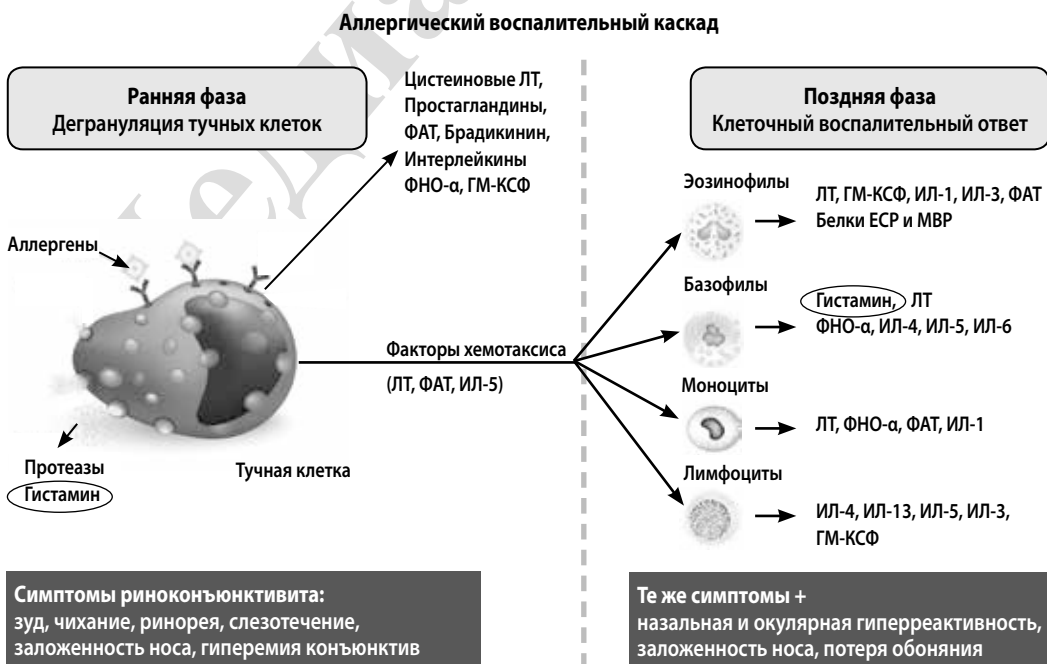 Аллергический воспалительный каскад
Ранняя фаза
Дегрануляция тучных клеток
Цистеиновые ЛТ,
Простагландины,
ФАТ, Брадикинин,
Интерлейкины
ФНО-α, ГМ-КСФ
Аллергены
Протеазы
Гистамин
Тучная клетка
Факторы хемотаксиса
(ЛТ, ФАТ, ИЛ-5)
Симптомы риноконъюнктивита:
зуд, чихание, ринорея, слезотечение,
заложенность носа, гиперемия конъюнктив
Поздняя фаза
Клеточный воспалительный ответ
Эозинофилы
ЛТ, ГМ-КСФ, ИЛ-1, ИЛ-3, ФАТ
Белки ECP и MBP
Базофилы
Гистамин, ЛТ
ФНО-α, ИЛ-4, ИЛ-5, ИЛ-6
Моноциты
ЛТ, ФНО-α, ФАТ, ИЛ-1
Лимфоциты
ИЛ-4, ИЛ-13, ИЛ-5, ИЛ-3,
ГМ-КСФ
Те же симптомы +
назальная и окулярная гиперреактивность,
заложенность носа, потеря обоняния